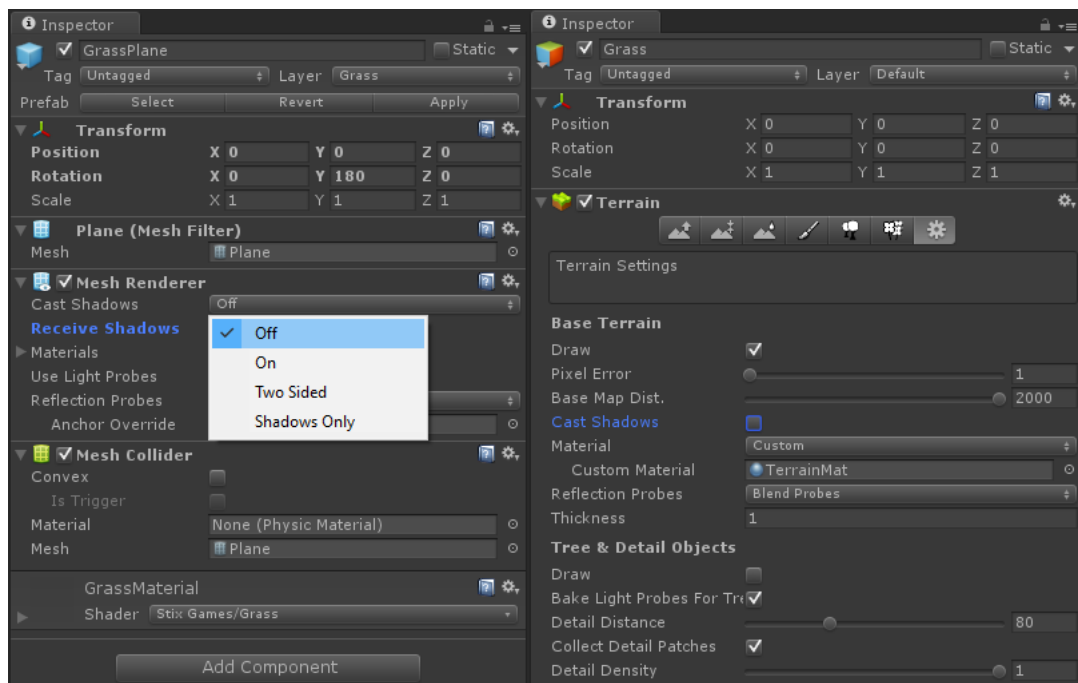 Inspector
GrassPlane Static
Tag Untagged Layer Grass
Prefab Select Revert Apply
Transform
Position X 0 Y 0 Z 0
Rotation X 0 Y 180 Z 0
Scale X 1 Y 1 Z 1
Plane (Mesh Filter)
Mesh Plane
Mesh Renderer
Cast Shadows Off
Receive Shadows
Off
Materials
On
Use Light Probes
Two Sided
Reflection Probes
Shadows Only
Anchor Override
Mesh Collider
Convex
Is Trigger
Material None (Physic Material)
Mesh Plane
GrassMaterial
Shader Stix Games/Grass
Add Component
Inspector
Grass Static
Tag Untagged Layer Default
Transform
Position X 0 Y 0 Z 0
Rotation X 0 Y 0 Z 0
Scale X 1 Y 1 Z 1
Terrain
Terrain Settings
Base Terrain
Draw
Pixel Error 1
Base Map Dist. 2000
Cast Shadows
Material Custom
Custom Material TerrainMat
Reflection Probes Blend Probes
Thickness 1
Tree & Detail Objects
Draw
Bake Light Probes For Tre
Detail Distance 80
Collect Detail Patches
Detail Density 1